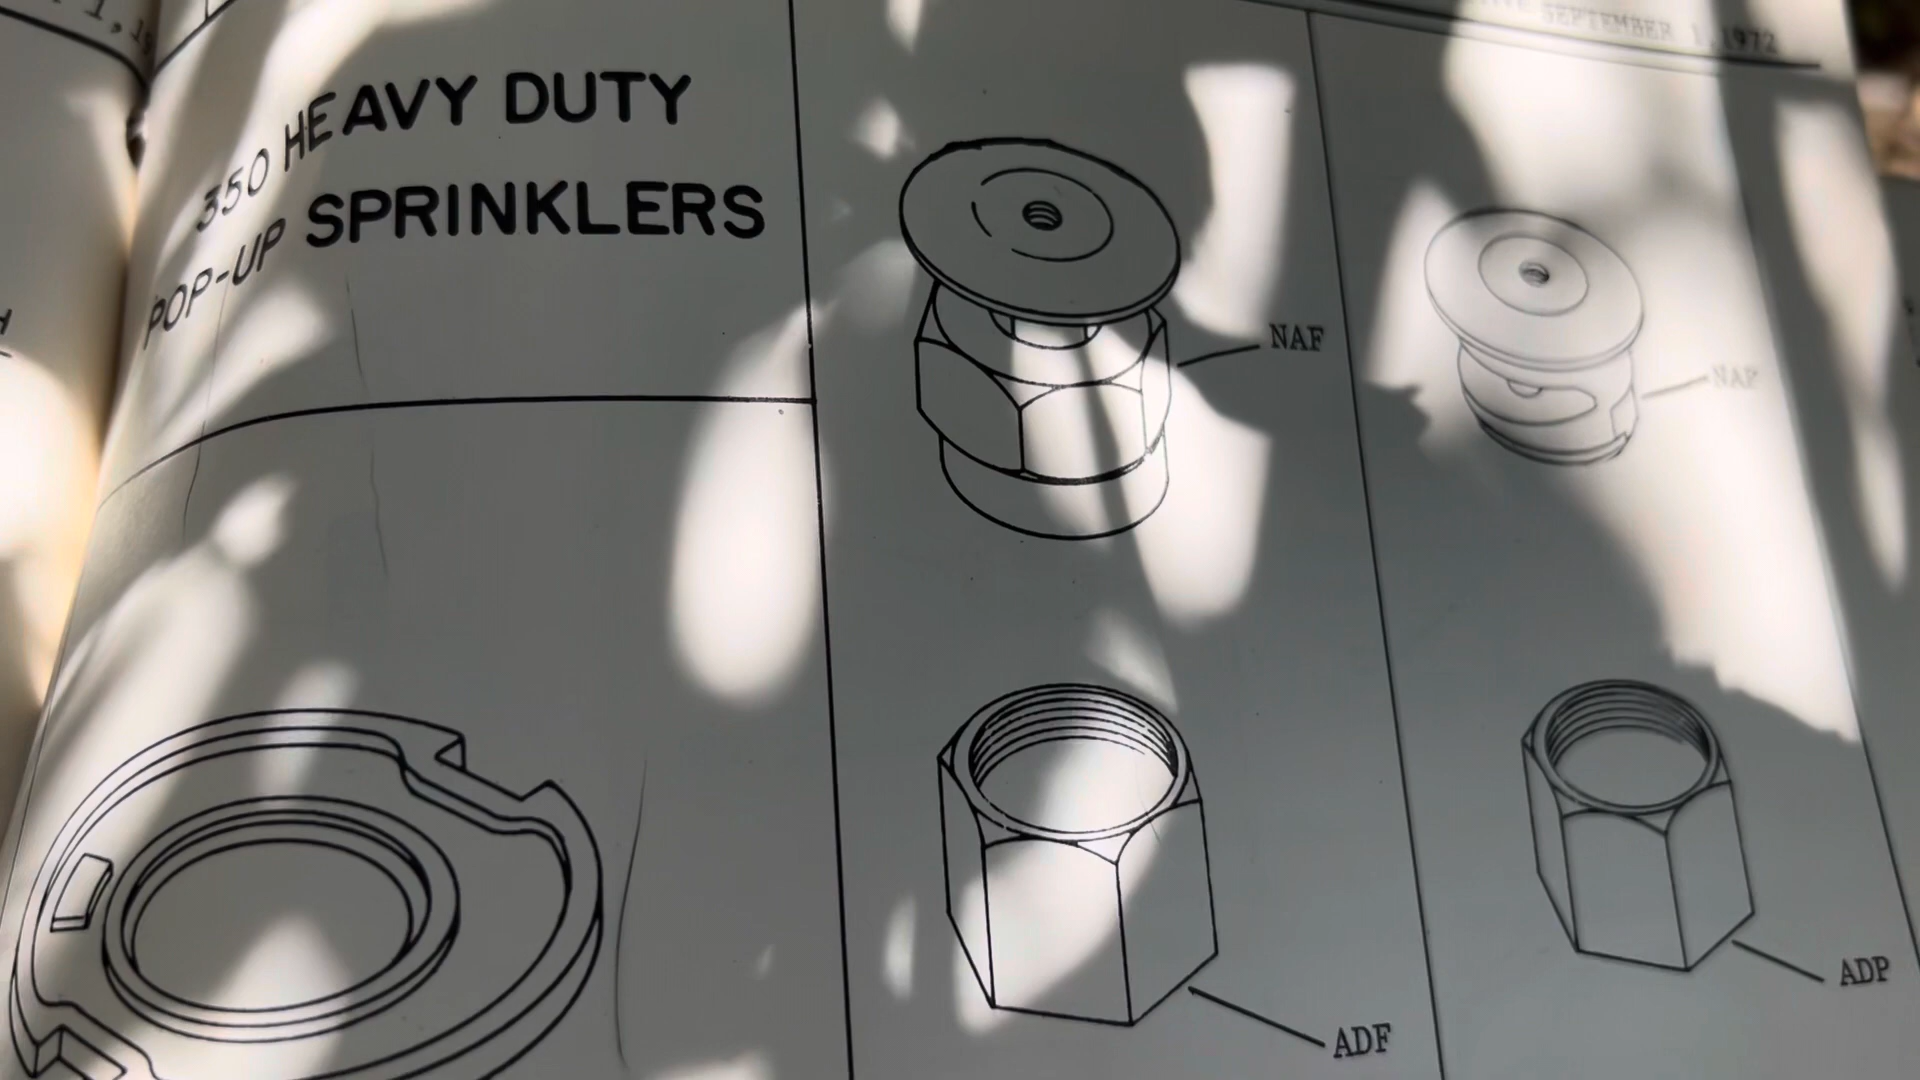 350 HEAVY DUTY
POP-UP SPRINKLERS
SEPTEMBER 1, 1972
NAF
NAP
ADF
ADP